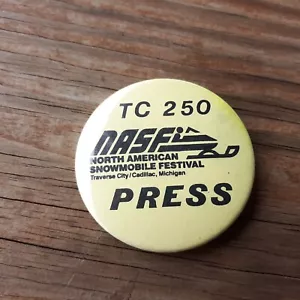 TC 250
NASF
NORTH AMERICAN
SNOWMOBILE FESTIVAL
Traverse City/Cadillac, Michigan
PRESS